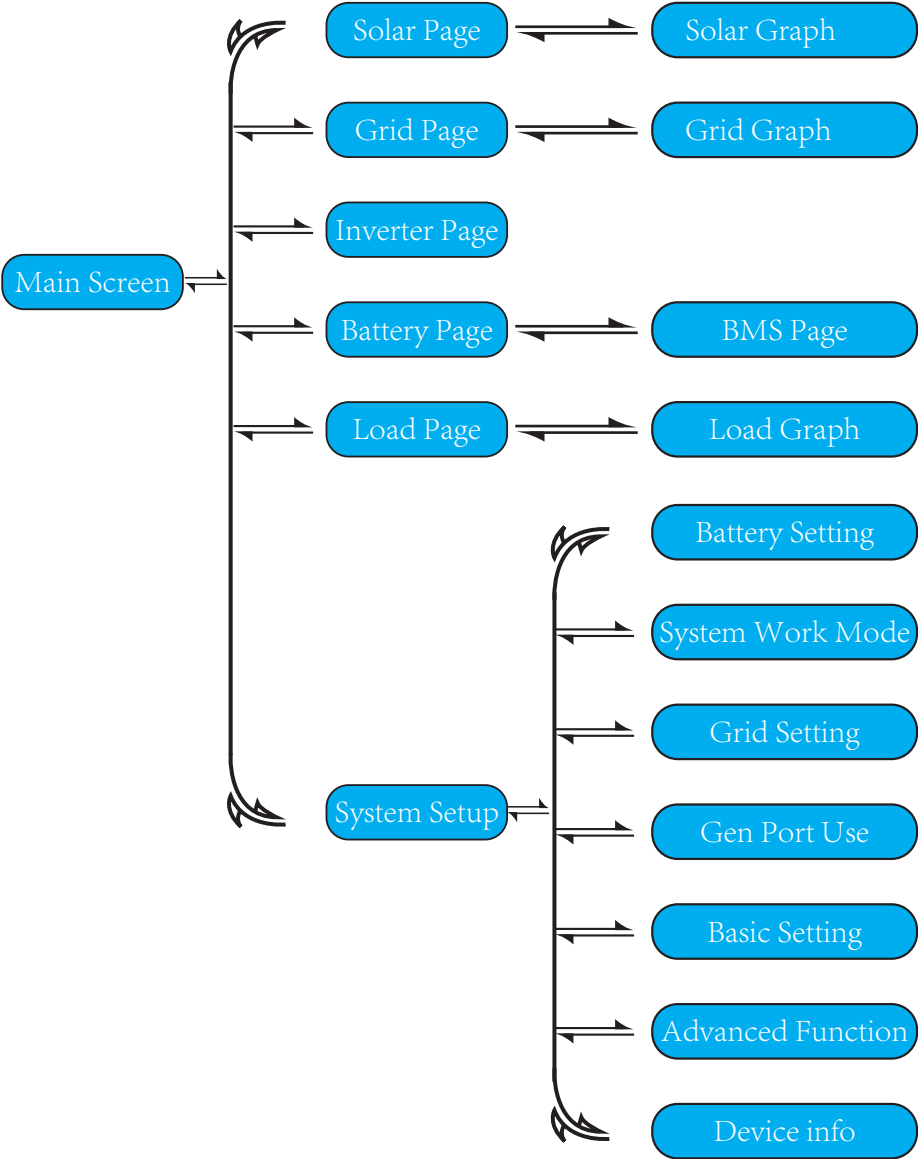 Solar Page
Solar Graph
Grid Page
Grid Graph
Inverter Page
Main Screen
Battery Page
BMS Page
Load Page
Load Graph
Battery Setting
System Work Mode
Grid Setting
System Setup
Gen Port Use
Basic Setting
Advanced Function
Device info